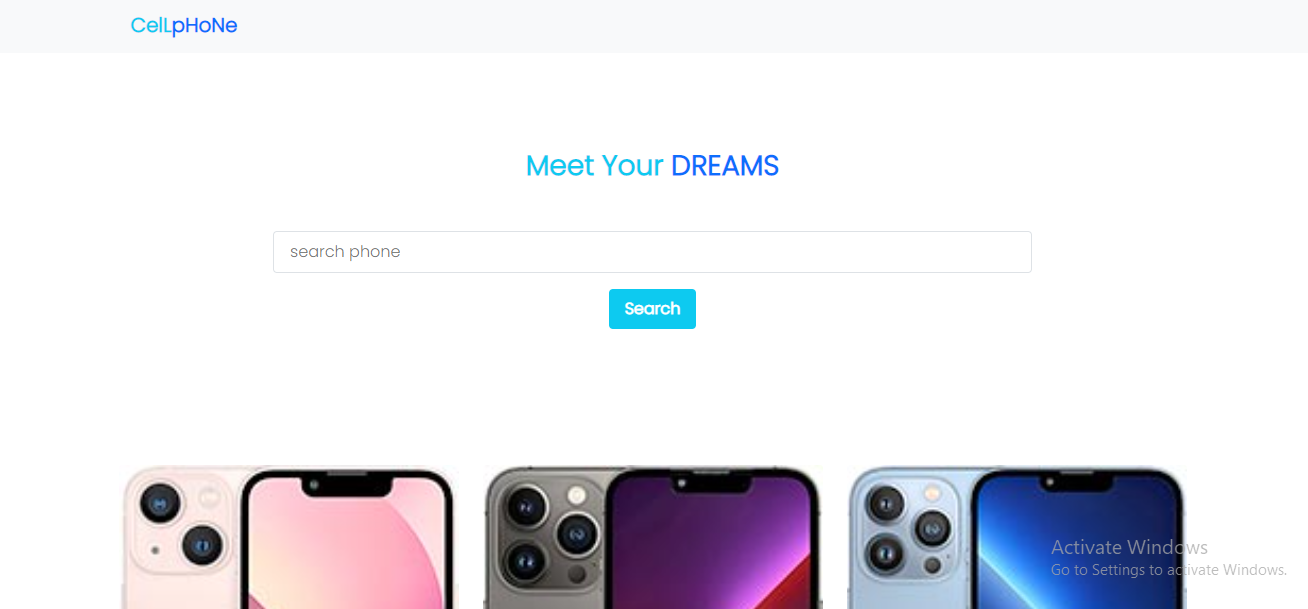 CelLpHoNe
Meet Your DREAMS
search phone
Search
Activate Windows
Go to Settings to activate Windows.